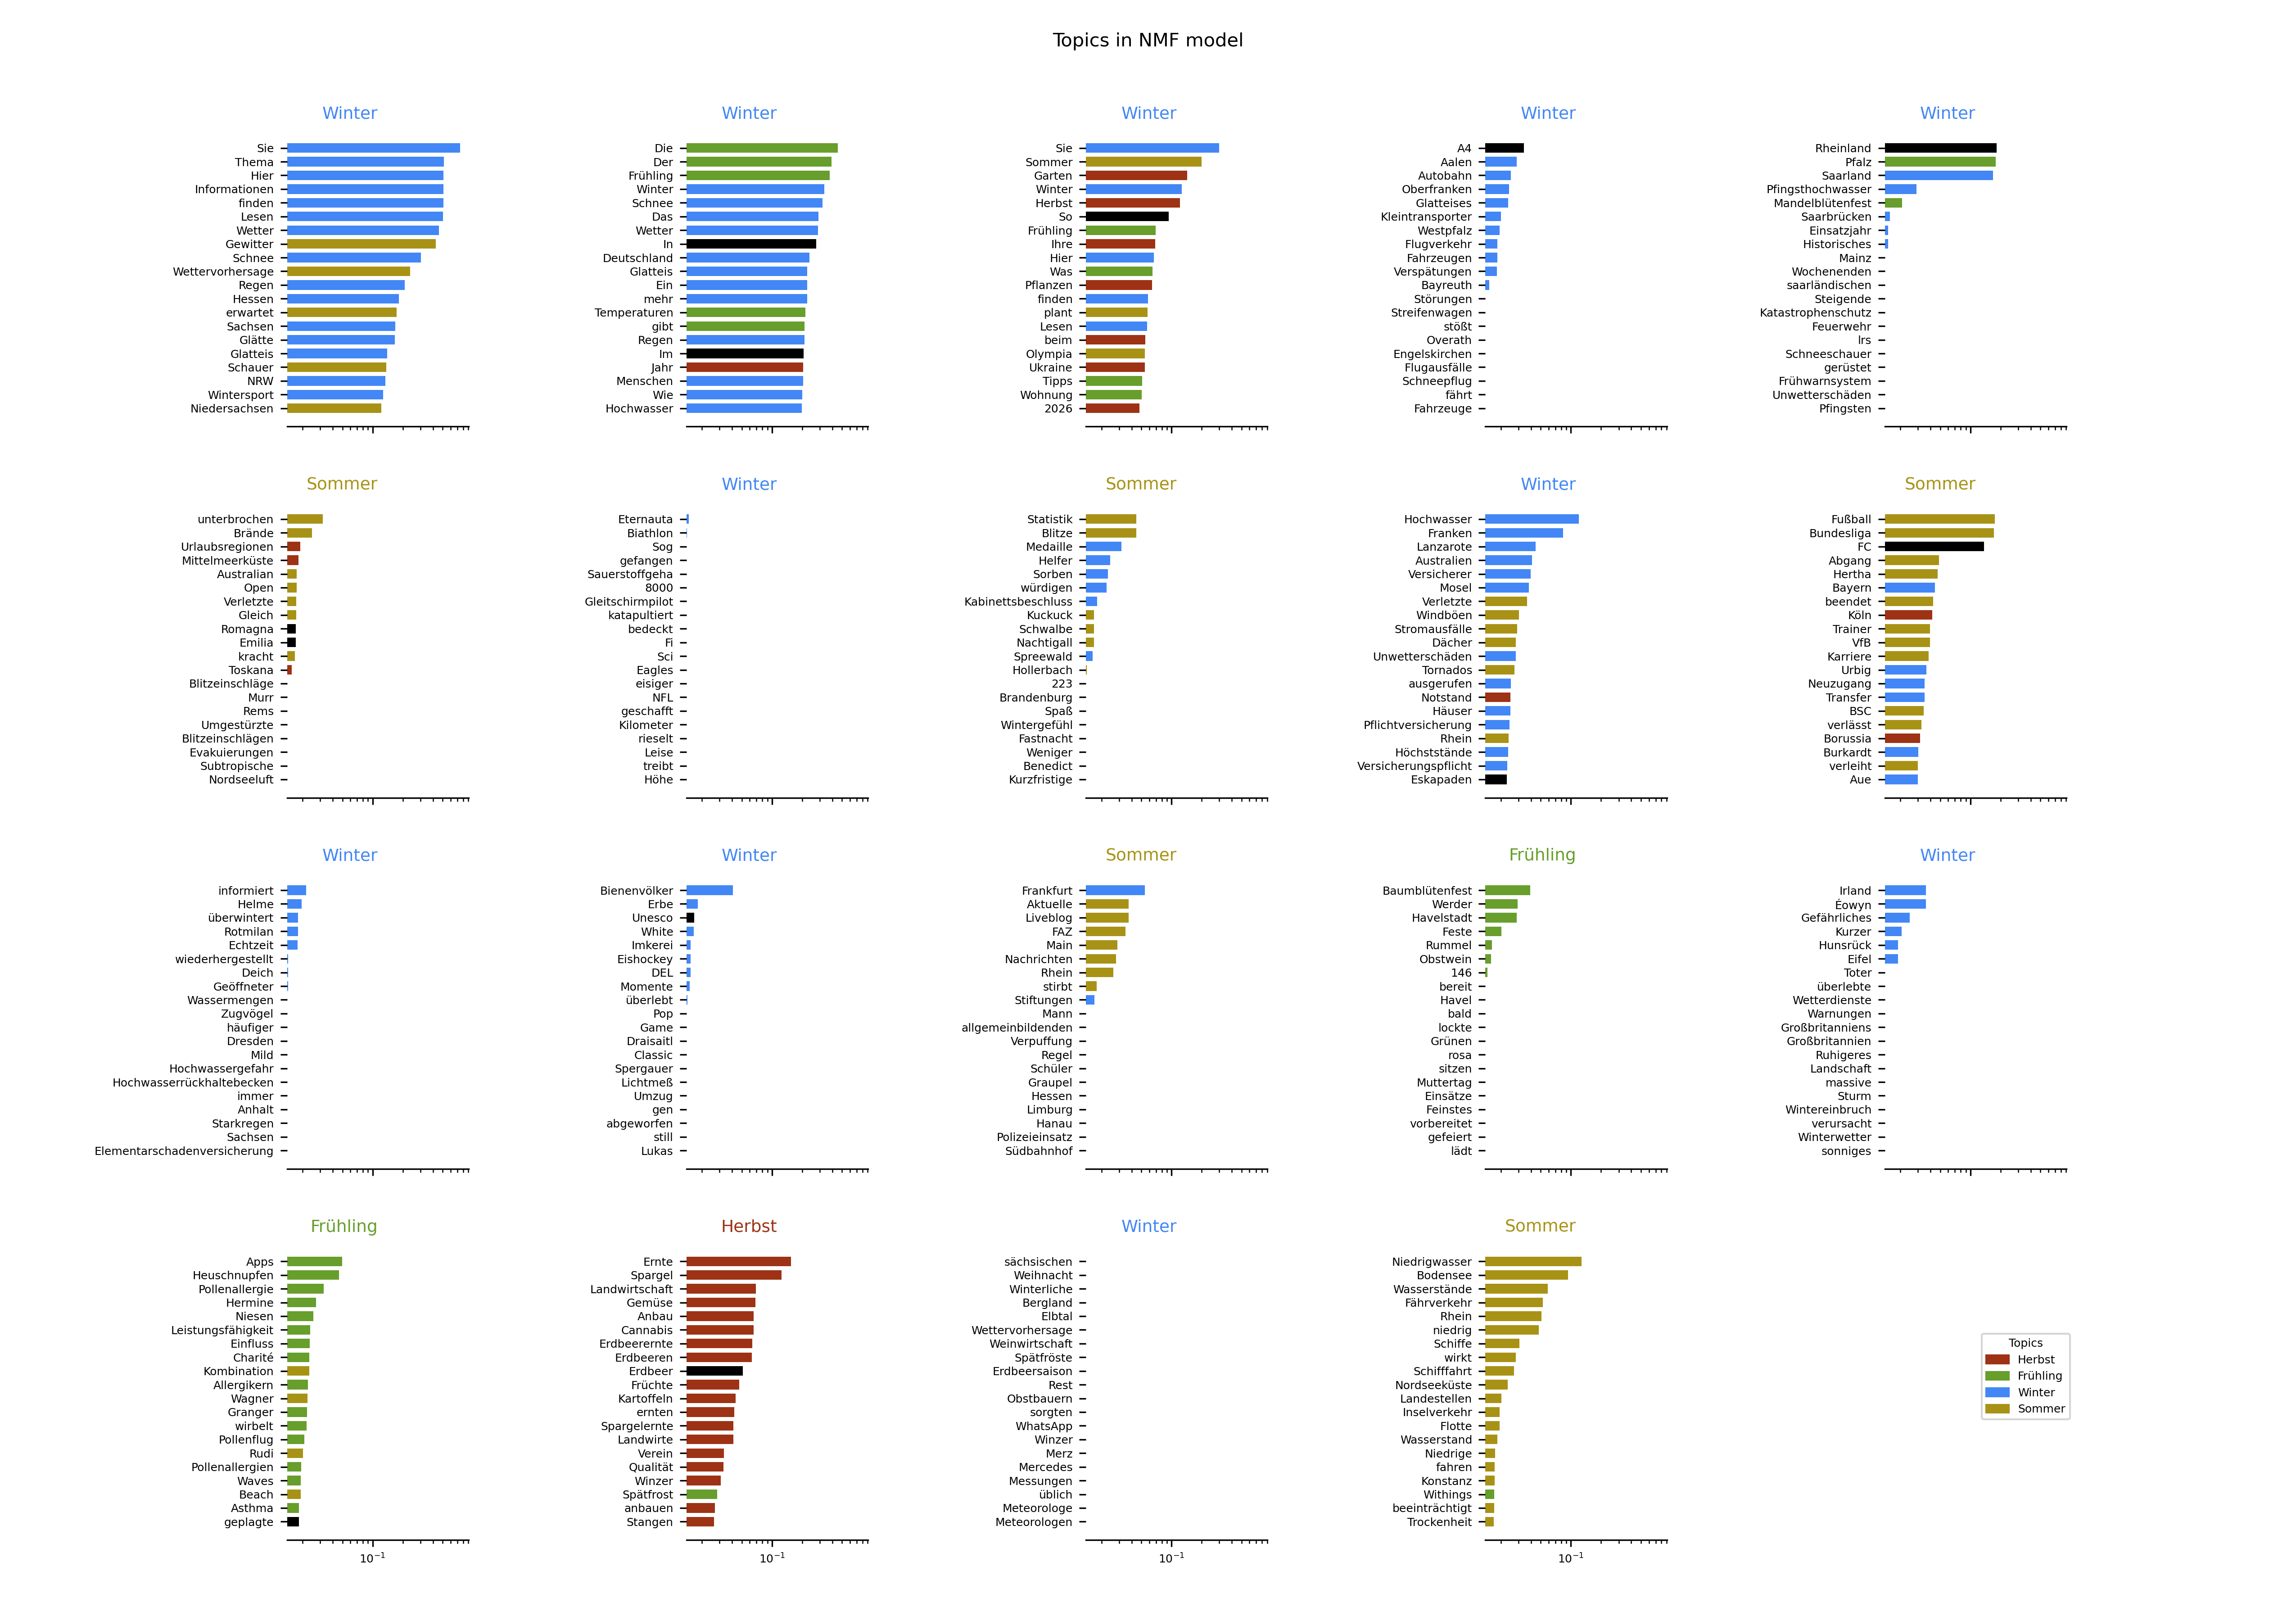 Topics in NMF model
Winter
Sie
Thema
Hier
Informationen
finden
Lesen
Wetter
Gewitter
Schnee
Wettervorhersage
Regen
Hessen
erwartet
Sachsen
Glätte
Glatteis
Schauer
NRW
Wintersport
Niedersachsen
Winter
Die
Der
Frühling
Winter
Schnee
Das
Wetter
In
Deutschland
Glatteis
Ein
mehr
Temperaturen
gibt
Regen
Im
Jahr
Menschen
Wie
Hochwasser
Winter
Sie
Sommer
Garten
Winter
Herbst
So
Frühling
Ihre
Hier
Was
Pflanzen
finden
plant
Lesen
beim
Olympia
Ukraine
Tipps
Wohnung
2026
Winter
A4
Aalen
Autobahn
Oberfranken
Glatteises
Kleintransporter
Westpfalz
Flugverkehr
Fahrzeugen
Verspätungen
Bayreuth
Störungen
Streifenwagen
stößt
Overath
Engelskirchen
Flugausfälle
Schneepflug
fährt
Fahrzeuge
Winter
Rheinland
Pfalz
Saarland
Pfingsthochwasser
Mandelblütenfest
Saarbrücken
Einsatzjahr
Historisches
Mainz
Wochenenden
saarländischen
Steigende
Katastrophenschutz
Feuerwehr
Irs
Schneeschauer
gerüstet
Frühwarnsystem
Unwetterschäden
Pfingsten
Sommer
unterbrochen
Brände
Urlaubsregionen
Mittelmeerküste
Australian
Open
Verletzte
Gleich
Romagna
Emilia
kracht
Toskana
Blitzeinschläge
Murr
Rems
Umgestürzte
Blitzeinschlägen
Evakuierungen
Subtropische
Nordseeluft
Winter
Eternauta
Biathlon
Sog
gefangen
Sauerstoffgeha
8000
Gleitschirmpilot
katapultiert
bedeckt
Fi
Sci
Eagles
eisiger
NFL
geschafft
Kilometer
rieselt
Leise
treibt
Höhe
Sommer
Statistik
Blitze
Medaille
Helfer
Sorben
würdigen
Kabinettsbeschluss
Kuckuck
Schwalbe
Nachtigall
Spreewald
Hollerbach
223
Brandenburg
Spaß
Wintergefühl
Fastnacht
Weniger
Benedict
Kurzfristige
Winter
Hochwasser
Franken
Lanzarote
Australien
Versicherer
Mosel
Verletzte
Windböen
Stromausfälle
Dächer
Unwetterschäden
Tornados
ausgerufen
Notstand
Häuser
Pflichtversicherung
Rhein
Höchststände
Versicherungspflicht
Eskapaden
Sommer
Fußball
Bundesliga
FC
Abgang
Hertha
Bayern
beendet
Köln
Trainer
VfB
Karriere
Urbig
Neuzugang
Transfer
BSC
verlässt
Borussia
Burkardt
verleiht
Aue
Winter
informiert
Helme
überwintert
Rotmilan
Echtzeit
wiederhergestellt
Deich
Geöffneter
Wassermengen
Zugvögel
häufiger
Dresden
Mild
Hochwassergefahr
Hochwasserrückhaltebecken
immer
Anhalt
Starkregen
Sachsen
Elementarschadenversicherung
Winter
Bienenvölker
Erbe
Unesco
White
Imkerei
Eishockey
DEL
Momente
überlebt
Pop
Game
Draisaitl
Classic
Spergauer
Lichtmeß
Umzug
gen
abgeworfen
still
Lukas
Sommer
Frankfurt
Aktuelle
Liveblog
FAZ
Main
Nachrichten
Rhein
stirbt
Stiftungen
Mann
allgemeinbildenden
Verpuffung
Regel
Schüler
Graupel
Hessen
Limburg
Hanau
Polizeieinsatz
Südbahnhof
Frühling
Baumblütenfest
Werder
Havelstadt
Feste
Rummel
Obstwein
146
bereit
Havel
bald
lockte
Grünen
rosa
sitzen
Muttertag
Einsätze
Feinstes
vorbereitet
gefeiert
lädt
Winter
Irland
Éowyn
Gefährliches
Kurzer
Hunsrück
Eifel
Toter
überlebte
Wetterdienste
Warnungen
Großbritanniens
Großbritannien
Ruhigeres
Landschaft
massive
Sturm
Wintereinbruch
verursacht
Winterwetter
sonniges
Frühling
Apps
Heuschnupfen
Pollenallergie
Hermine
Niesen
Leistungsfähigkeit
Einfluss
Charité
Kombination
Allergikern
Wagner
Granger
wirbelt
Pollenflug
Rudi
Pollenallergien
Waves
Beach
Asthma
geplagte
10⁻¹
Herbst
Ernte
Spargel
Landwirtschaft
Gemüse
Anbau
Cannabis
Erdbeerernte
Erdbeeren
Erdbeer
Früchte
Kartoffeln
ernten
Spargelernte
Landwirte
Verein
Qualität
Winzer
Spätfrost
anbauen
Stangen
10⁻¹
Winter
sächsischen
Weihnacht
Winterliche
Bergland
Elbtal
Wettervorhersage
Weinwirtschaft
Spätfröste
Erdbeersaison
Rest
Obstbauern
sorgten
WhatsApp
Winzer
Merz
Mercedes
Messungen
üblich
Meteorologe
Meteorologen
10⁻¹
Sommer
Niedrigwasser
Bodensee
Wasserstände
Fährverkehr
Rhein
niedrig
Schiffe
wirkt
Schifffahrt
Nordseeküste
Landestellen
Inselverkehr
Flotte
Wasserstand
Niedrige
fahren
Konstanz
Withings
beeinträchtigt
Trockenheit
10⁻¹
Topics
Herbst
Frühling
Winter
Sommer